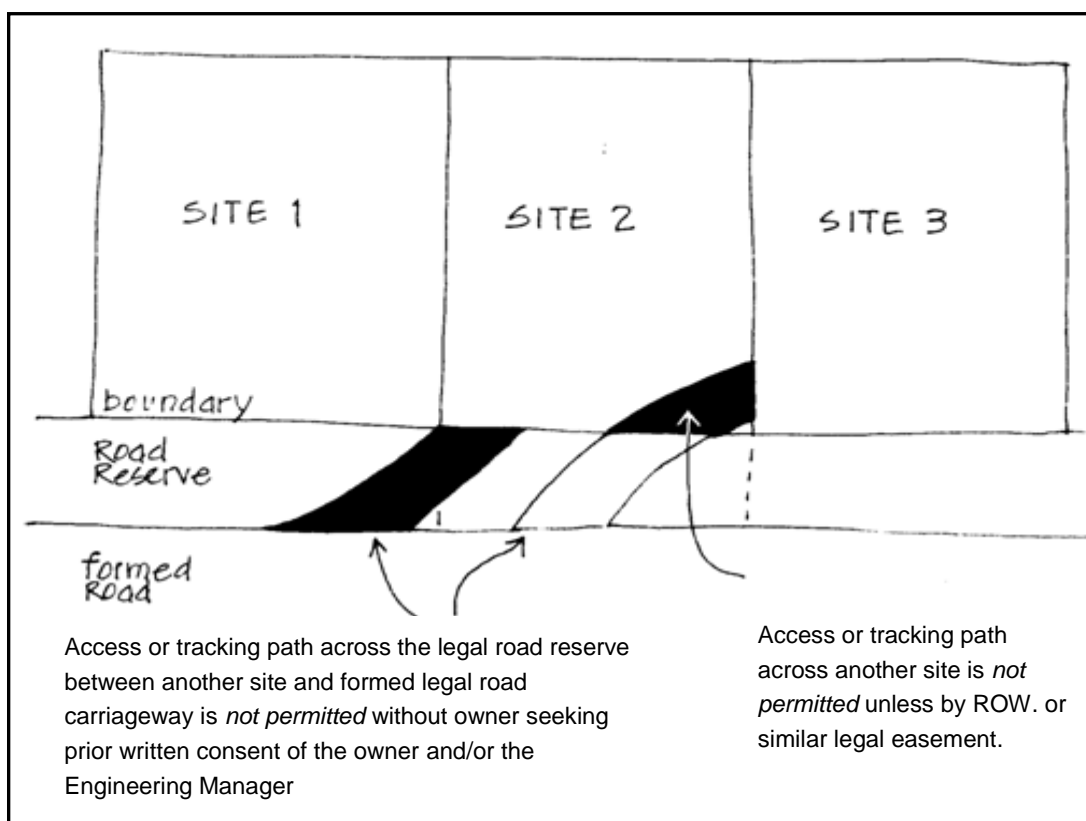 SITE 1
SITE 2
SITE 3
boundary
Road
Reserve
formed
Road
Access or tracking path across the legal road reserve
between another site and formed legal road
carriageway is not permitted without owner seeking
prior written consent of the owner and/or the
Engineering Manager
Access or tracking path
across another site is not
permitted unless by ROW. or
similar legal easement.